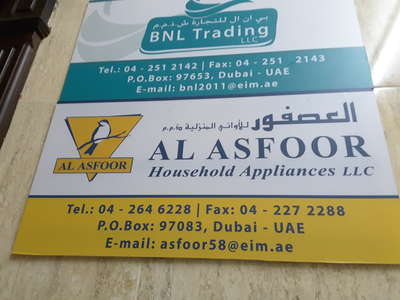 بي ان ال للتجارة ش.ذ.م.م
BNL Trading
LLC
Tel.: 04 - 251 2142 | Fax: 04 - 251 2143
P.O.Box: 97653, Dubai - UAE
E-mail: bnl2011@eim.ae
العصفور للأواني المنزلية ذ.م.م
AL ASFOOR
AL ASFOOR
Household Appliances LLC
Tel.: 04 - 264 6228 | Fax: 04 - 227 2288
P.O.Box: 97083, Dubai - UAE
E-mail: asfoor58@eim.ae